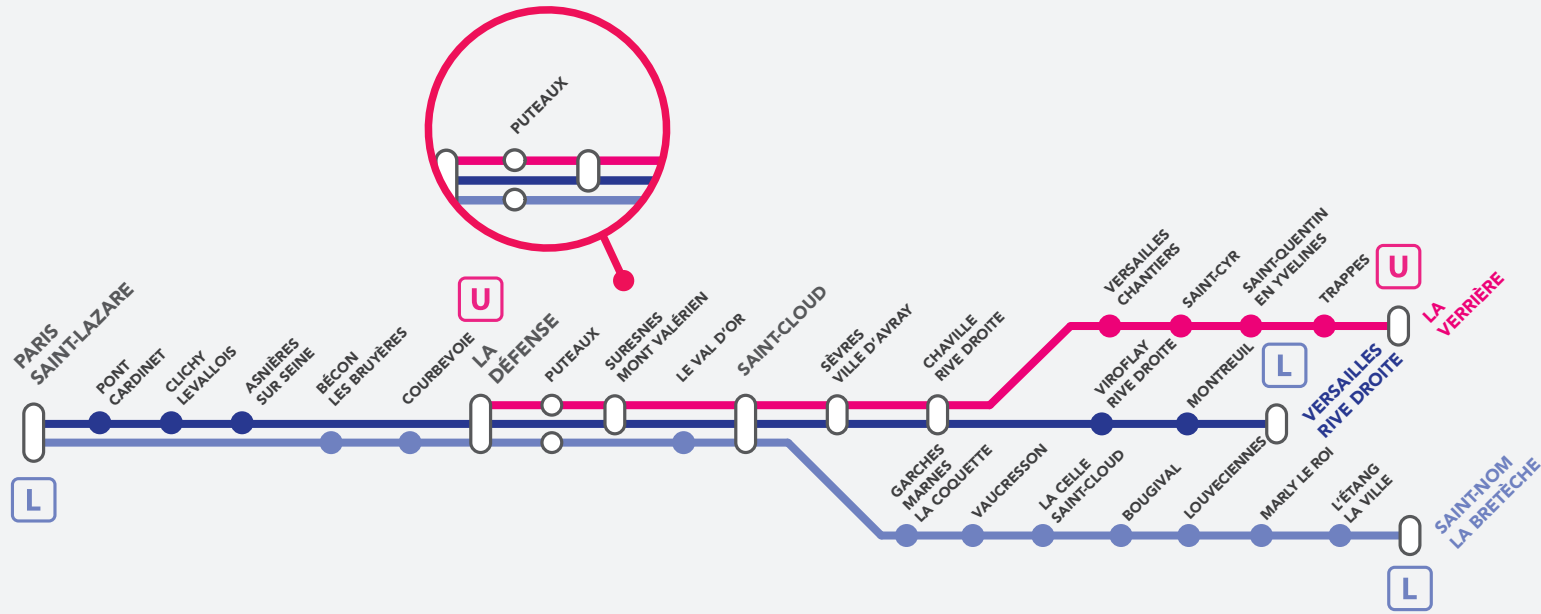 PUTEAUX
U
PARIS
SAINT-LAZARE
PONT
CARDINET
CLICHY
LEVALLOIS
ASNIÈRES
SUR SEINE
BÉCON
LES BRUYÈRES
COURBEVOIE
LA
DÉFENSE
PUTEAUX
SURESNES
MONT VALÉRIEN
LE VAL D'OR
SAINT-CLOUD
SÈVRES
VILLE D'AVRAY
CHAVILLE
RIVE DROITE
VERSAILLES
CHANTIERS
SAINT-CYR
SAINT-QUENTIN
EN YVELINES
TRAPPES
U
LA
VERRIÈRE
VIROFLAY
RIVE DROITE
MONTREUIL
L
VERSAILLES
RIVE DROITE
L
GARCHES
MARNES
LA COQUETTE
VAUCRESSON
LA CELLE
SAINT-CLOUD
BOUGIVAL
LOUVECIENNES
MARLY LE ROI
L'ÉTANG
LA VILLE
SAINT-NOM
LA BRETÈCHE
L